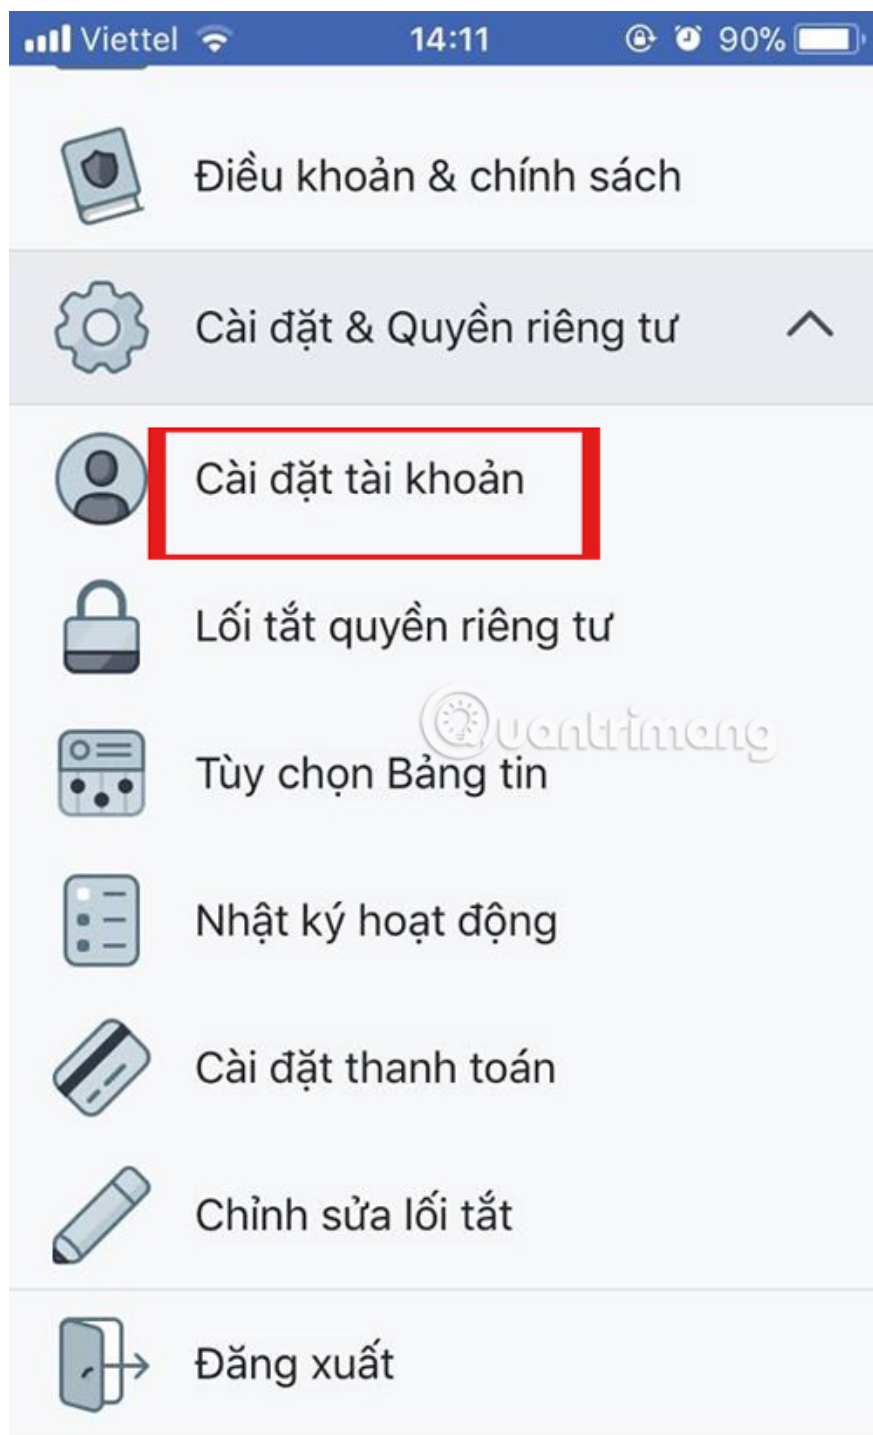 Viettel 14:11 90%
Điều khoản & chính sách
Cài đặt & Quyền riêng tư
Cài đặt tài khoản
Lối tắt quyền riêng tư
Quantrimang
Tùy chọn Bảng tin
Nhật ký hoạt động
Cài đặt thanh toán
Chỉnh sửa lối tắt
Đăng xuất